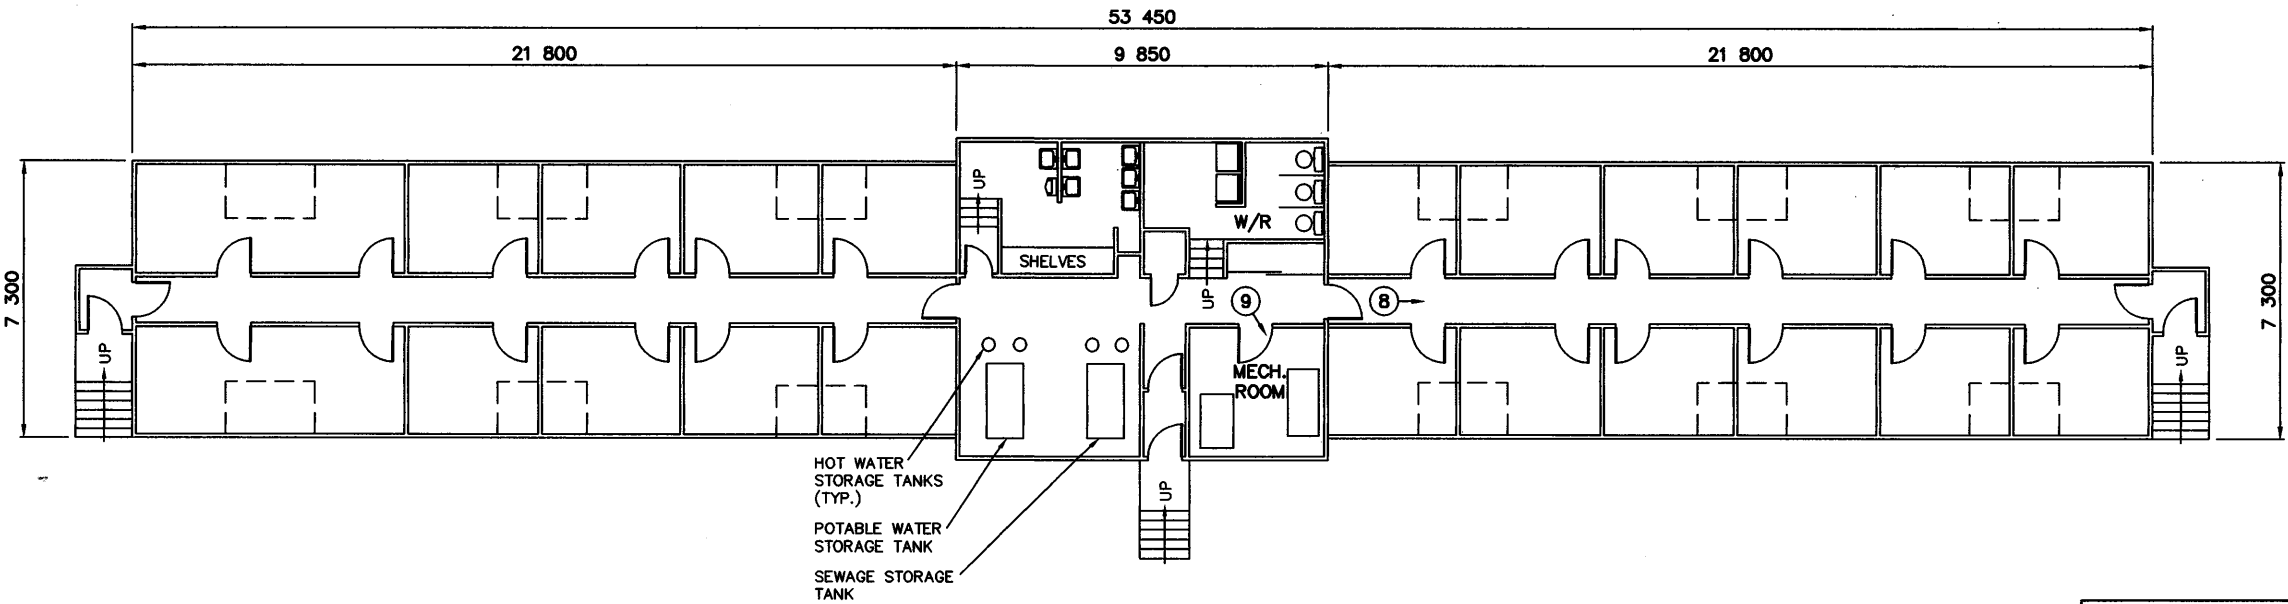 53 450
21 800
9 850
21 800
7 300
7 300
UP
W/R
SHELVES
UP
9
8
UP
UP
MECH.
ROOM
UP
HOT WATER
STORAGE TANKS
(TYP.)
POTABLE WATER
STORAGE TANK
SEWAGE STORAGE
TANK